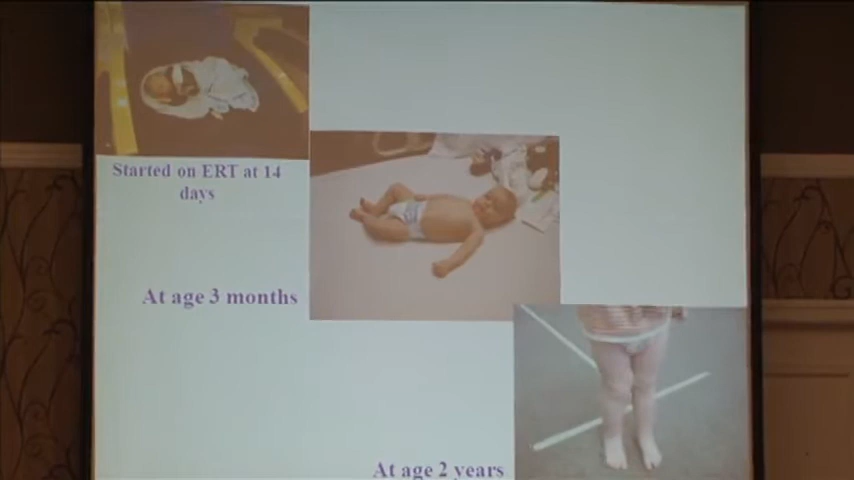 Started on ERT at 14
days
At age 3 months
At age 2 years